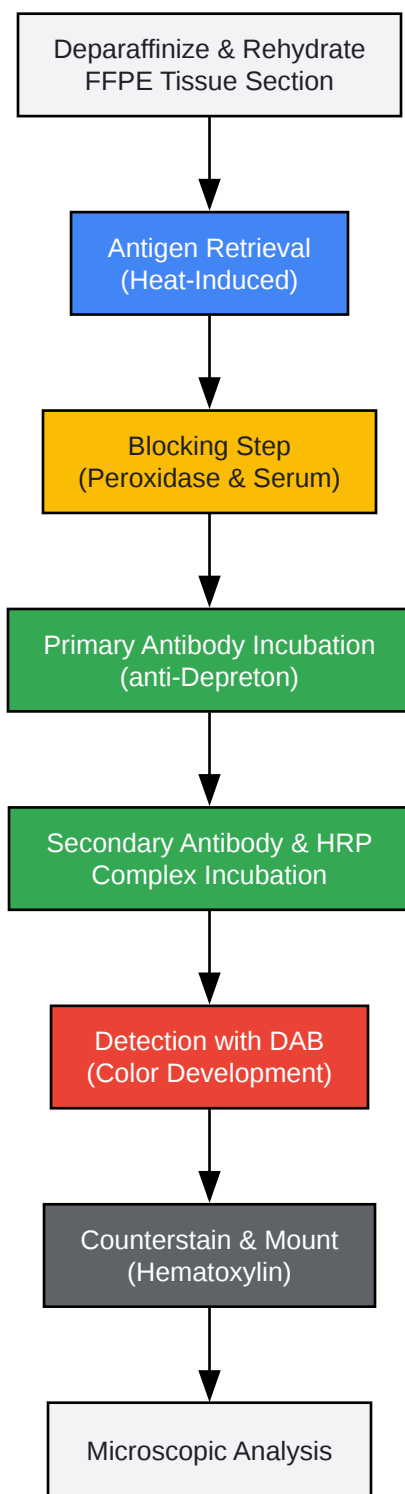 Deparaffinize & Rehydrate
FFPE Tissue Section
Antigen Retrieval
(Heat-Induced)
Blocking Step
(Peroxidase & Serum)
Primary Antibody Incubation
(anti-Depreton)
Secondary Antibody & HRP
Complex Incubation
Detection with DAB
(Color Development)
Counterstain & Mount
(Hematoxylin)
Microscopic Analysis